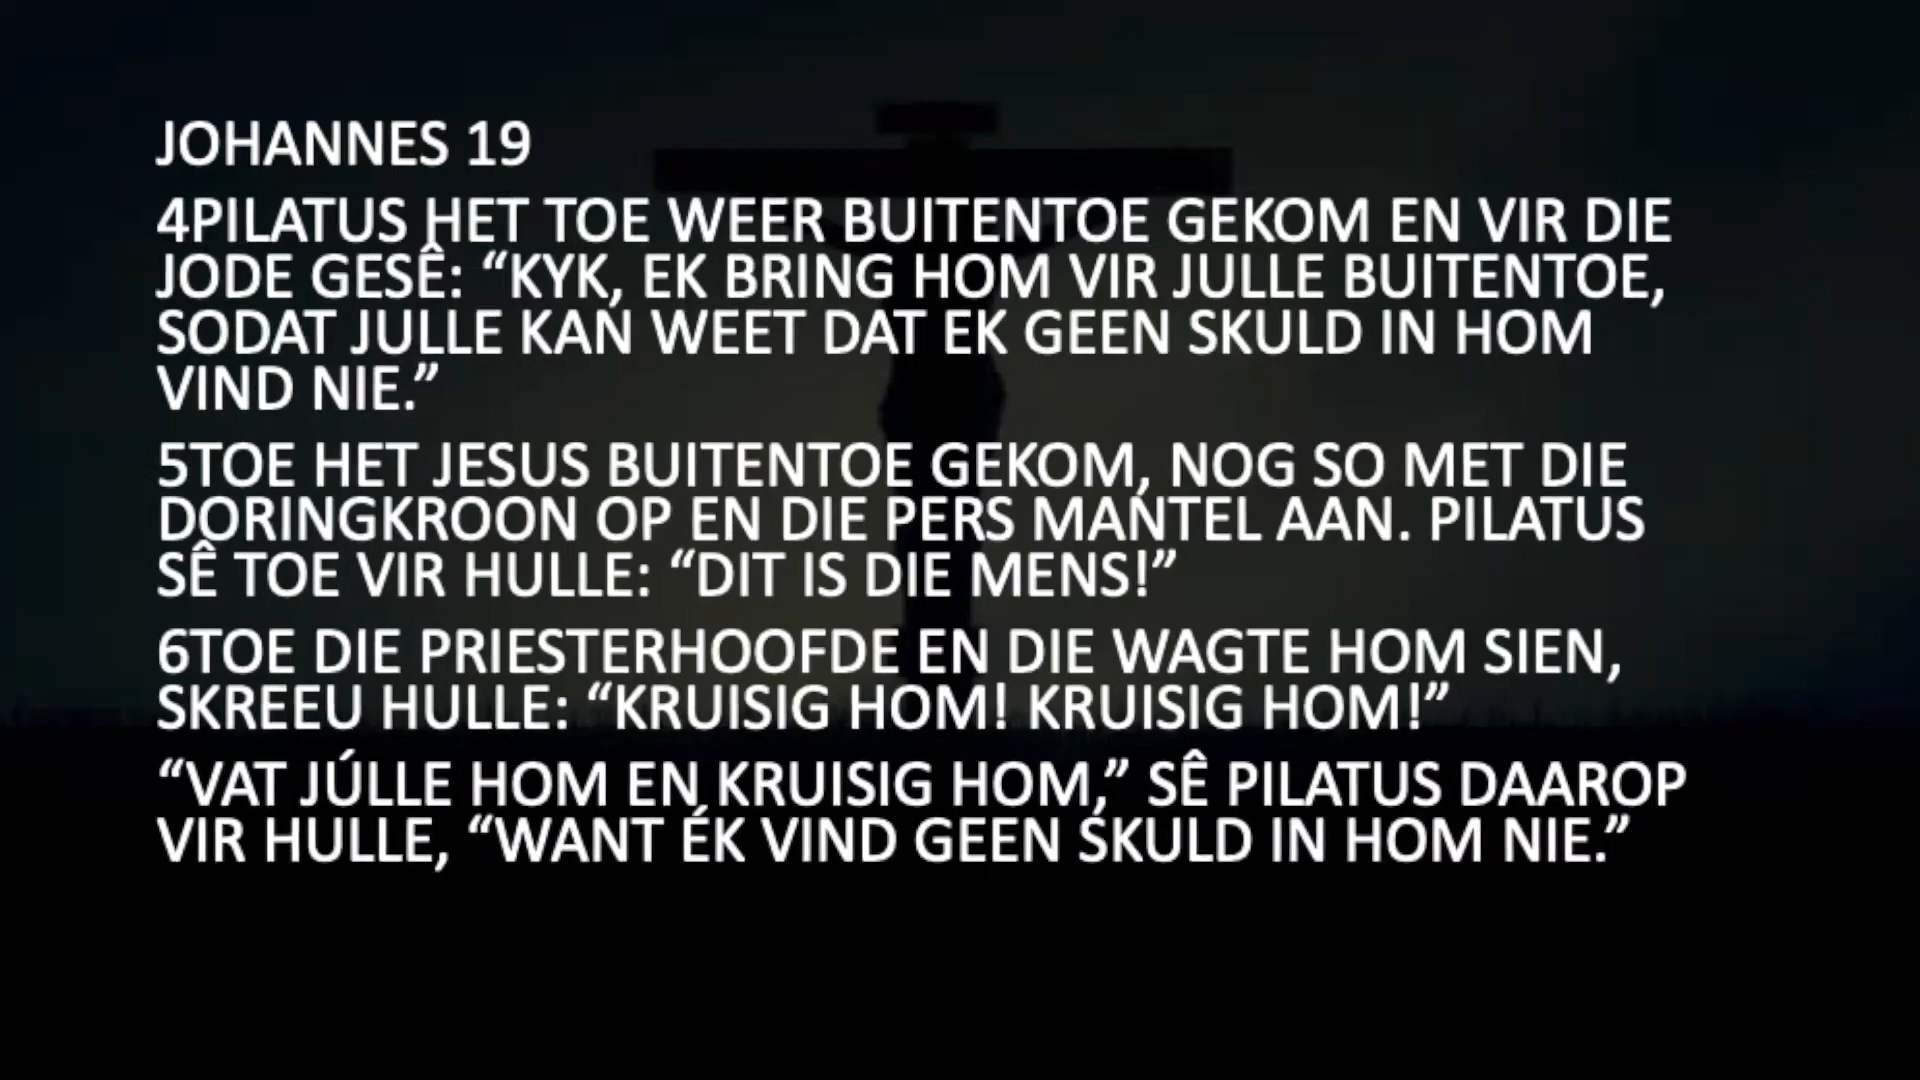 JOHANNES 19
4PILATUS HET TOE WEER BUITENTOE GEKOM EN VIR DIE
JODE GESÊ: “KYK, EK BRING HOM VIR JULLE BUITENTOE,
SODAT JULLE KAN WEET DAT EK GEEN SKULD IN HOM
VIND NIE.”
5TOE HET JESUS BUITENTOE GEKOM, NOG SO MET DIE
DORINGKROON OP EN DIE PERS MANTEL AAN. PILATUS
SÊ TOE VIR HULLE: “DIT IS DIE MENS!”
6TOE DIE PRIESTERHOOFDE EN DIE WAGTE HOM SIEN,
SKREEU HULLE: “KRUISIG HOM! KRUISIG HOM!”
“VAT JÚLLE HOM EN KRUISIG HOM,” SÊ PILATUS DAAROP
VIR HULLE, “WANT ÉK VIND GEEN SKULD IN HOM NIE.”